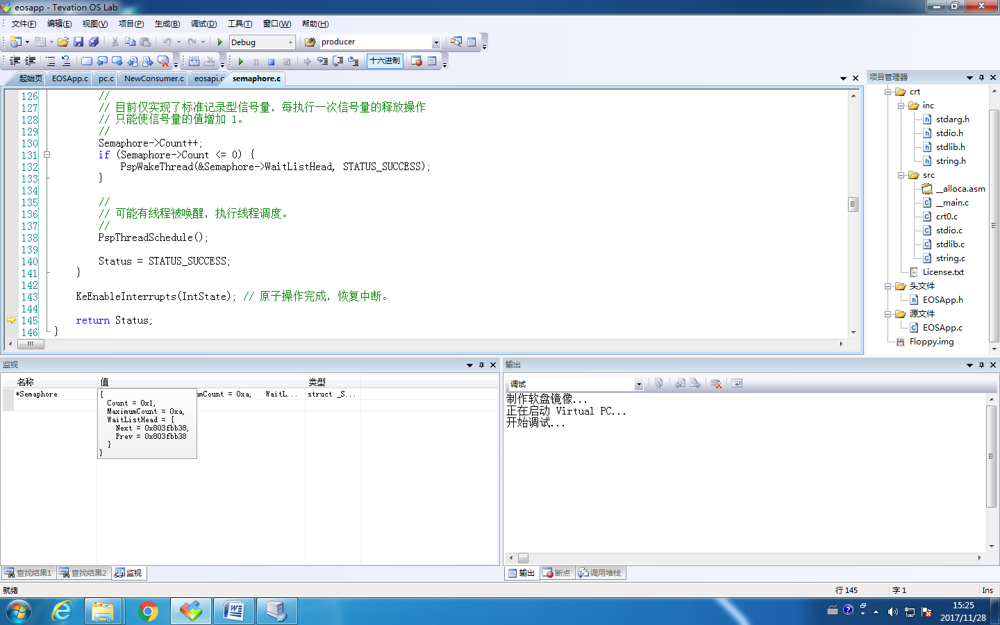 eosapp - Tevation OS Lab
文件(F) 编辑(E) 视图(V) 项目(P) 生成(B) 调试(D) 工具(T) 窗口(W) 帮助(H)
Debug producer
十六进制
起始页 EOSApp.c pc.c NewConsumer.c eosapi.c semaphore.c
126 //
127 // 目前仅实现了标准记录型信号量，每执行一次信号量的释放操作
128 // 只能使信号量的值增加 1。
129 //
130 Semaphore->Count++;
131 if (Semaphore->Count <= 0) {
132 PspWakeThread(&Semaphore->WaitListHead, STATUS_SUCCESS);
133 }
134
135 //
136 // 可能有线程被唤醒，执行线程调度。
137 //
138 PspThreadSchedule();
139
140 Status = STATUS_SUCCESS;
141 }
142
143 KeEnableInterrupts(IntState); // 原子操作完成，恢复中断。
144
145 return Status;
146 }
项目管理器
crt
inc
stdarg.h
stdio.h
stdlib.h
string.h
src
__alloca.asm
__main.c
crt0.c
stdio.c
stdlib.c
string.c
License.txt
头文件
EOSApp.h
源文件
EOSApp.c
Floppy.img
监视
名称 值 类型
*Semaphore mCount = 0xa, WaitL... struct _S...
{
Count = 0x1,
MaximumCount = 0xa,
WaitListHead = {
Next = 0x803fbb38,
Prev = 0x803fbb38
}
}
查找结果1 查找结果2 监视
输出
调试
制作软盘镜像...
正在启动 Virtual PC...
开始调试...
输出 断点 调用堆栈
就绪 行 145 字 1 Ins
15:25
2017/11/28